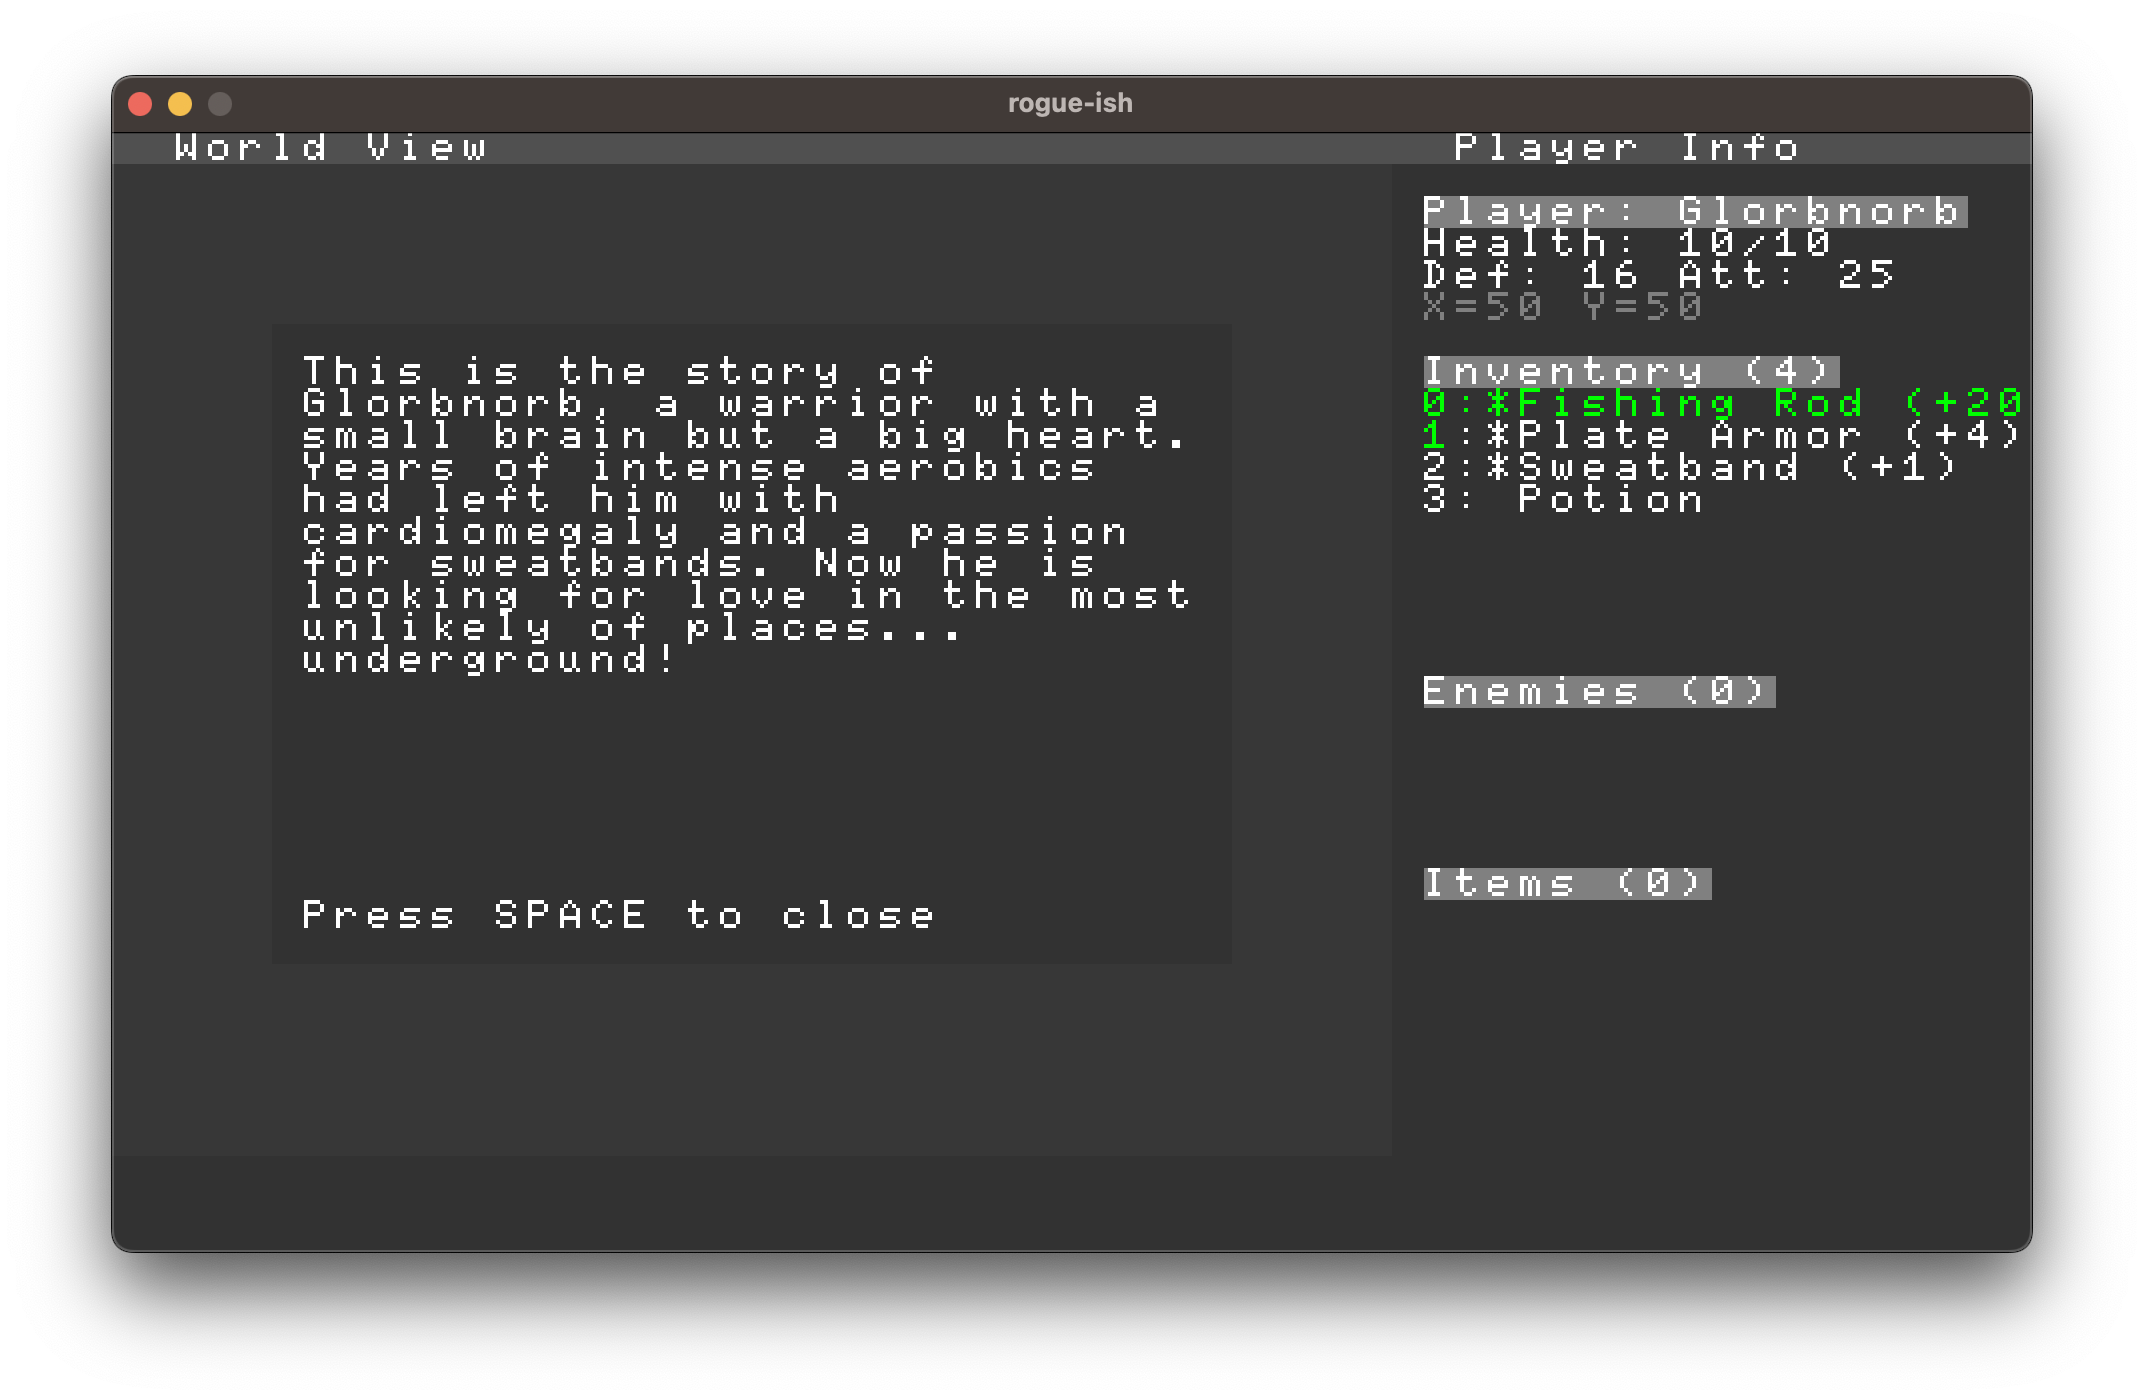 rogue-ish
World View
Player Info
This is the story of
Glorbnorb, a warrior with a
small brain but a big heart.
Years of intense aerobics
had left him with
cardiomegaly and a passion
for sweatbands. Now he is
looking for love in the most
unlikely of places...
underground!
Press SPACE to close
Player: Glorbnorb
Health: 10/10
Def: 16 Att: 25
X=50 Y=50
Inventory (4)
0:*Fishing Rod (+20
1:*Plate Armor (+4)
2:*Sweatband (+1)
3: Potion
Enemies (0)
Items (0)